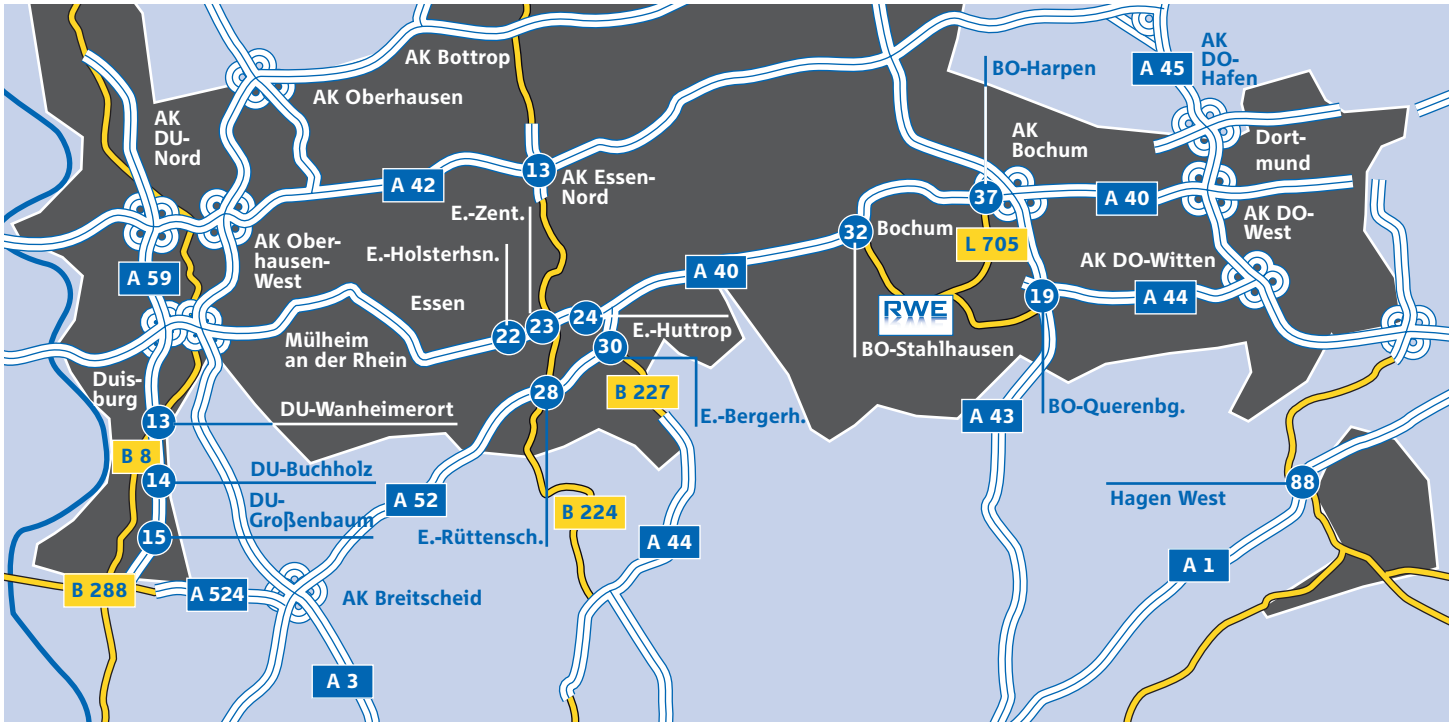 AK Bottrop
AK Oberhausen
AK
DU-
Nord
A 42
13
AK Essen-
Nord
E.-Zent.
E.-Holsterhsn.
AK Ober-
hausen-
West
A 59
Essen
Mülheim
an der Rhein
22
23
24
E.-Huttrop
30
28
B 227
E.-Bergerh.
A 40
Duis-
burg
13
DU-Wanheimerort
B 8
14
DU-Buchholz
DU-
Großenbaum
15
A 52
E.-Rüttensch.
B 224
A 44
B 288
A 524
AK Breitscheid
A 3
BO-Harpen
A 45
AK
DO-
Hafen
AK
Bochum
Dort-
mund
37
A 40
32
Bochum
L 705
AK DO-
West
AK DO-Witten
19
A 44
RWE
BO-Stahlhausen
A 43
BO-Querenbg.
88
Hagen West
A 1